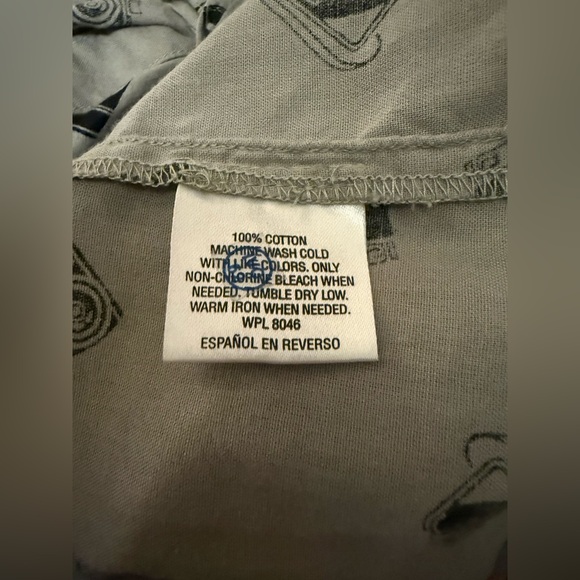 100% COTTON
MACHINE WASH COLD
WITH LIKE COLORS. ONLY
NON-CHLORINE BLEACH WHEN
NEEDED. TUMBLE DRY LOW.
WARM IRON WHEN NEEDED.
WPL 8046
ESPAÑOL EN REVERSO